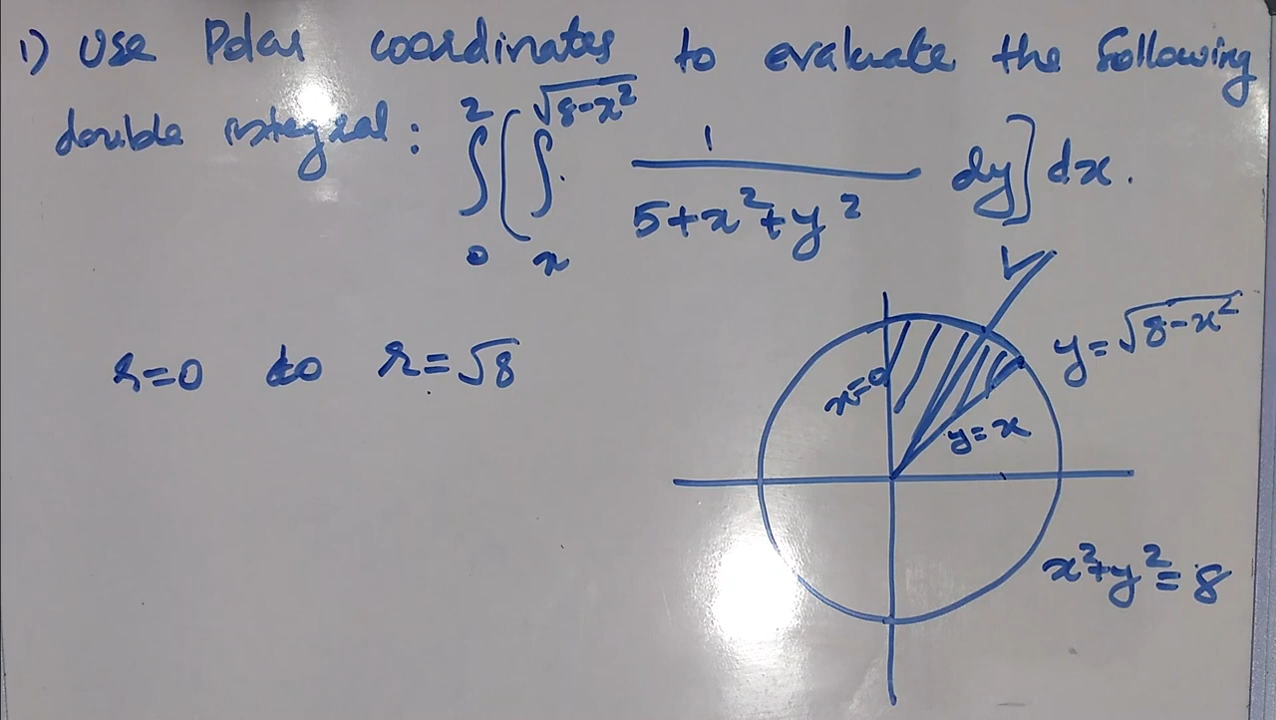 1) Use Polar coordinates to evaluate the following
double integral: ∫₀² [∫ₓ^√(8-x²) 1/(5+x²+y²) dy] dx.
r=0 to r=√8
y=√(8-x²)
x=0
y=x
x²+y²=8